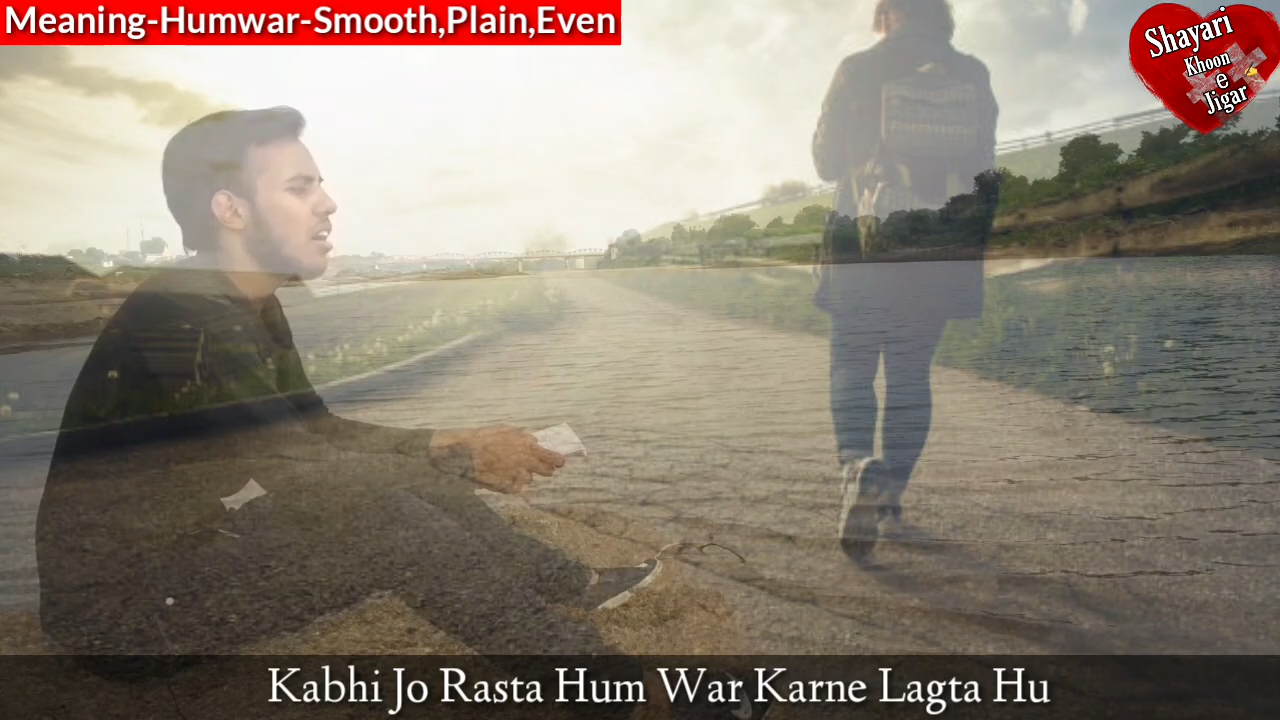 Meaning-Humwar-Smooth,Plain,Even
Shayari
Khoon
e
Jigar
Kabhi Jo Rasta Hum War Karne Lagta Hu